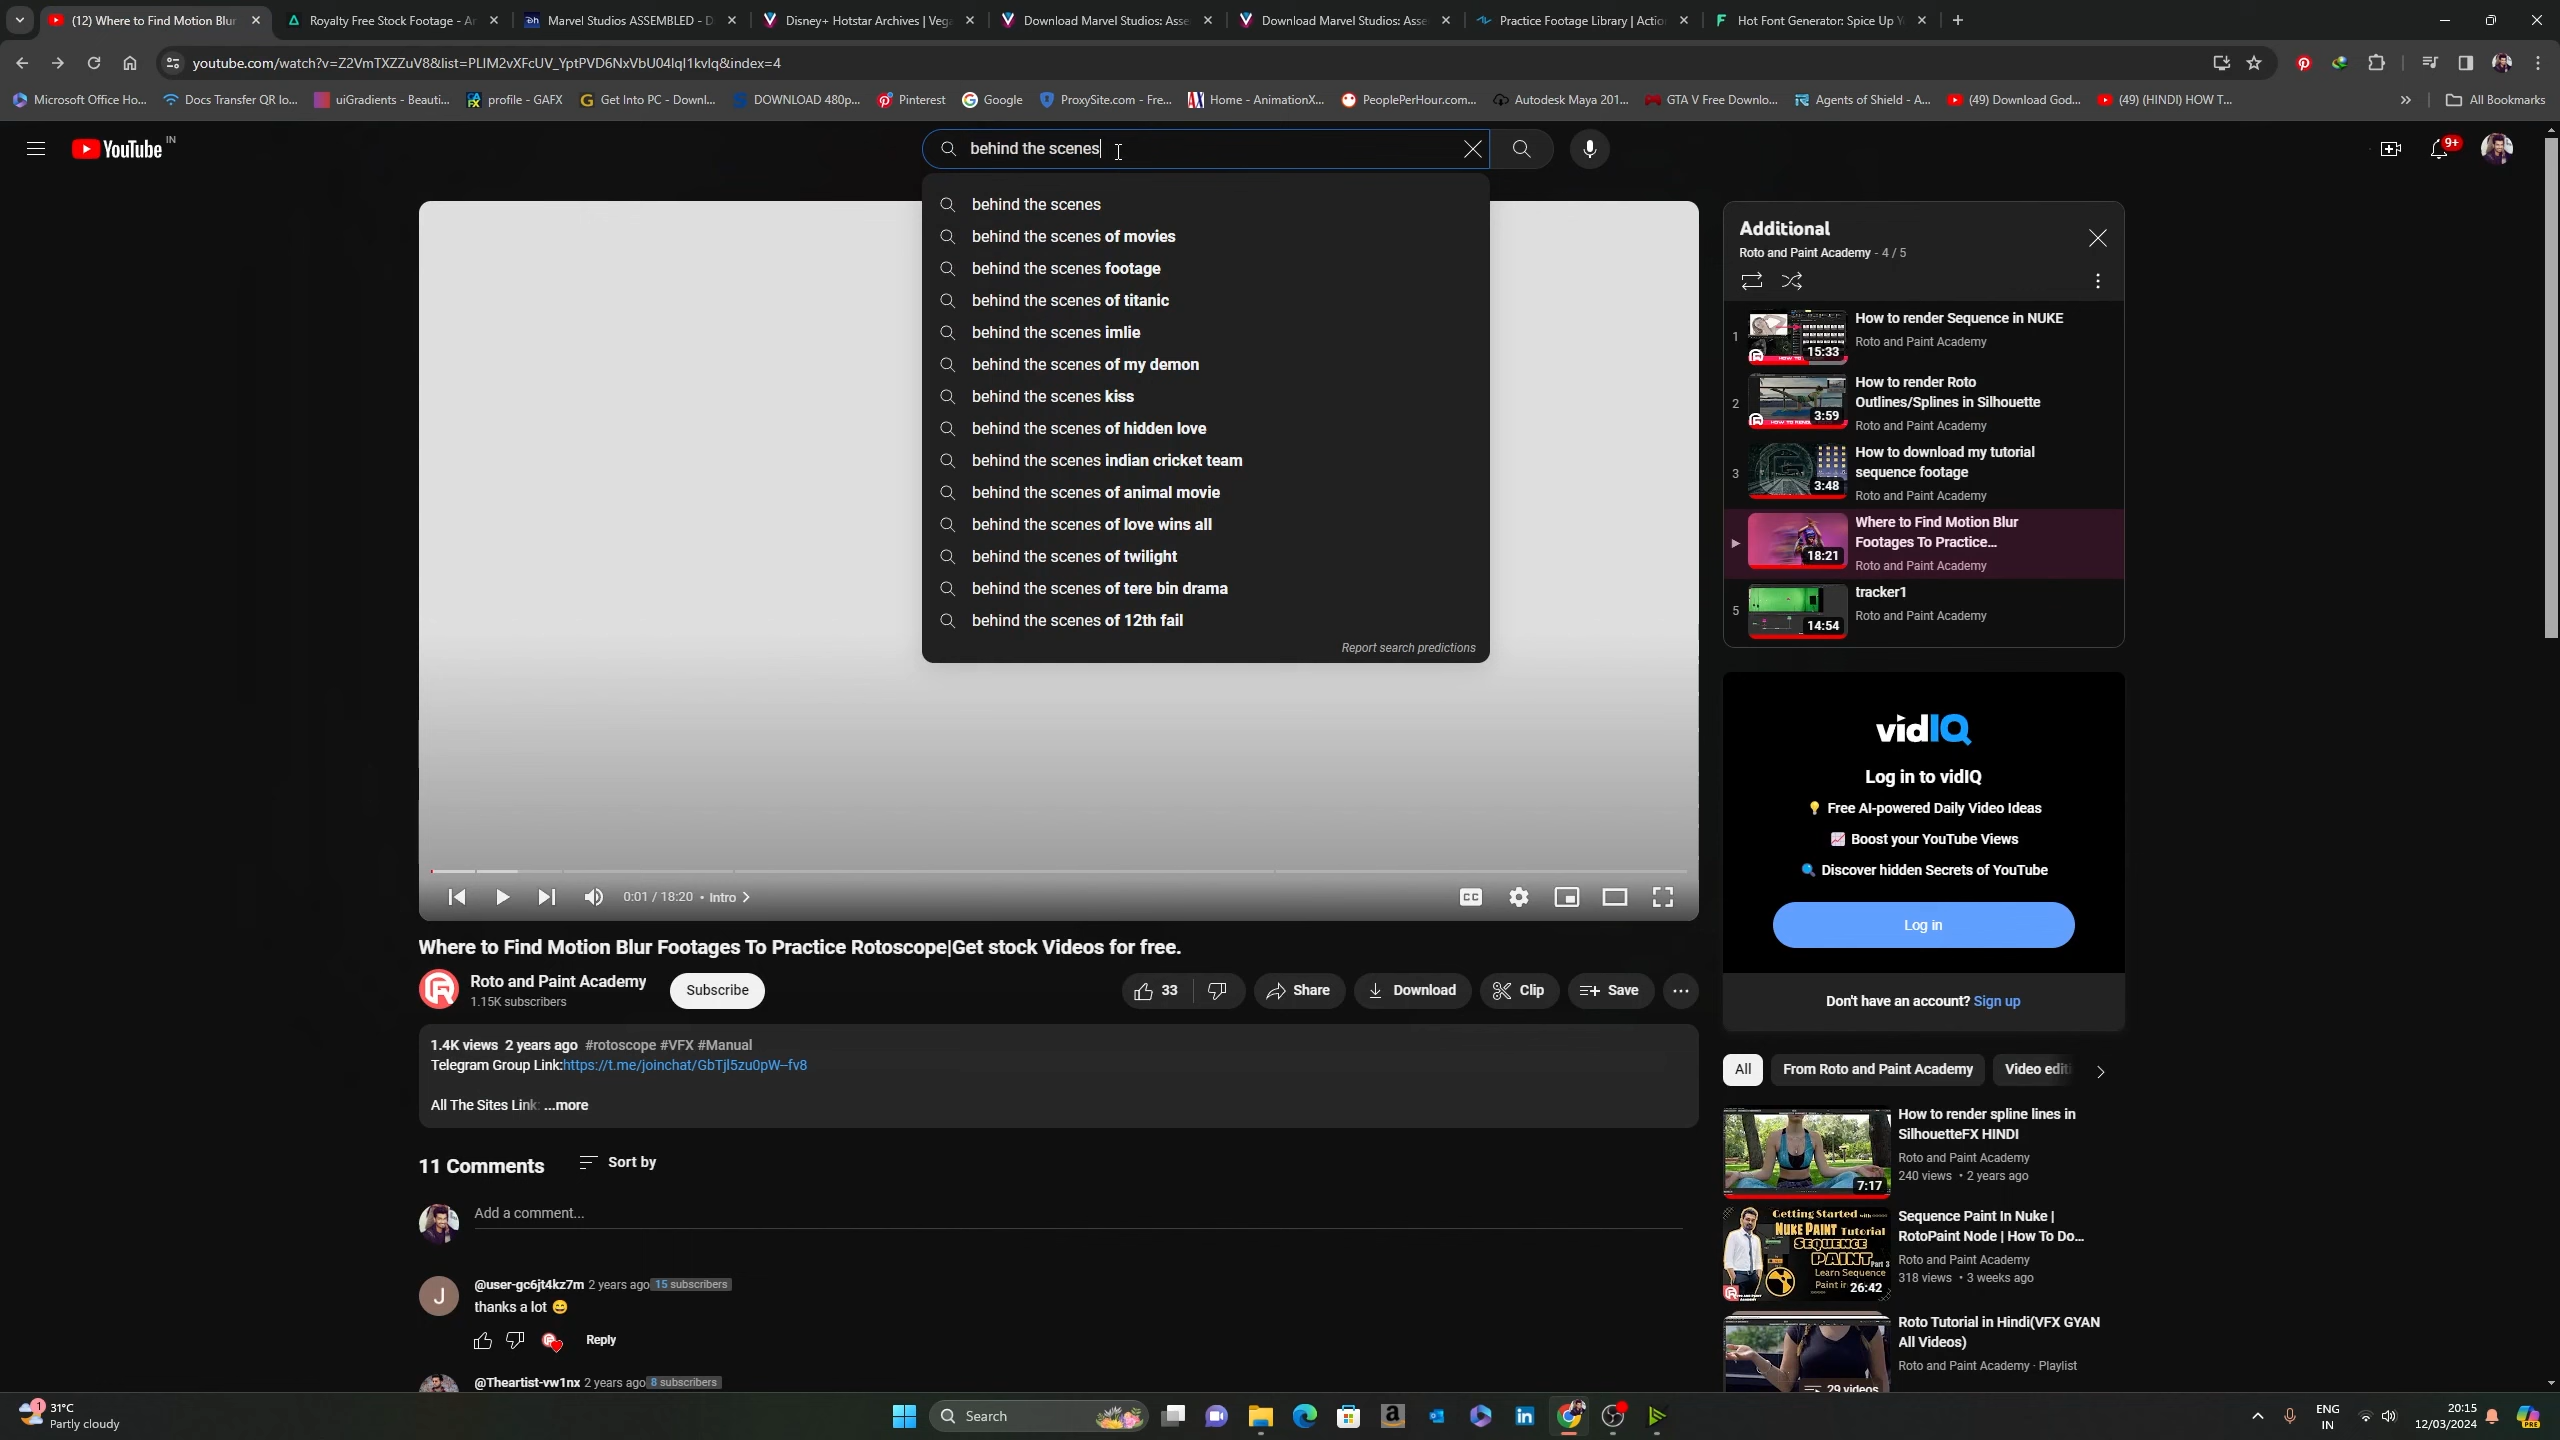 (12) Where to Find Motion Blur
Royalty Free Stock Footage - Ar
Marvel Studios ASSEMBLED - D
Disney+ Hotstar Archives | Vega
Download Marvel Studios: Asse
Download Marvel Studios: Asse
Practice Footage Library | Actio
Hot Font Generator: Spice Up Y
youtube.com/watch?v=Z2VmTXZZuV8&list=PLlM2vXFcUV_YptPVD6NxVbU04lql1kvlq&index=4
Microsoft Office Ho...
Docs Transfer QR lo...
uiGradients - Beauti...
profile - GAFX
Get Into PC - Downl...
DOWNLOAD 480p...
Pinterest
Google
ProxySite.com - Fre...
Home - AnimationX...
PeoplePerHour.com...
Autodesk Maya 201...
GTA V Free Downlo...
Agents of Shield - A...
(49) Download God...
(49) (HINDI) HOW T...
All Bookmarks
YouTube IN
behind the scenes
9+
behind the scenes
behind the scenes of movies
behind the scenes footage
behind the scenes of titanic
behind the scenes imlie
behind the scenes of my demon
behind the scenes kiss
behind the scenes of hidden love
behind the scenes indian cricket team
behind the scenes of animal movie
behind the scenes of love wins all
behind the scenes of twilight
behind the scenes of tere bin drama
behind the scenes of 12th fail
Report search predictions
0:01 / 18:20 • Intro
CC
Where to Find Motion Blur Footages To Practice Rotoscope|Get stock Videos for free.
Roto and Paint Academy
1.15K subscribers
Subscribe
33
Share
Download
Clip
Save
1.4K views 2 years ago #rotoscope #VFX #Manual
Telegram Group Link:https://t.me/joinchat/GbTjl5zu0pW--fv8
All The Sites Link: ...more
11 Comments
Sort by
Add a comment...
J
@user-gc6jt4kz7m 2 years ago 15 subscribers
thanks a lot 😄
Reply
@Theartist-vw1nx 2 years ago 8 subscribers
Additional
Roto and Paint Academy - 4 / 5
1
15:33
How to render Sequence in NUKE
Roto and Paint Academy
2
3:59
How to render Roto
Outlines/Splines in Silhouette
Roto and Paint Academy
3
3:48
How to download my tutorial
sequence footage
Roto and Paint Academy
18:21
Where to Find Motion Blur
Footages To Practice...
Roto and Paint Academy
5
14:54
tracker1
Roto and Paint Academy
vidIQ
Log in to vidIQ
💡 Free AI-powered Daily Video Ideas
📈 Boost your YouTube Views
🔍 Discover hidden Secrets of YouTube
Log in
Don't have an account? Sign up
All
From Roto and Paint Academy
Video edit
7:17
How to render spline lines in
SilhouetteFX HINDI
Roto and Paint Academy
240 views • 2 years ago
Getting Started with
NUKE PAINT Tutorial
SEQUENCE
PAINT Part 3
Learn Sequence
Paint in
26:42
Sequence Paint In Nuke |
RotoPaint Node | How To Do...
Roto and Paint Academy
318 views • 3 weeks ago
29 videos
Roto Tutorial in Hindi(VFX GYAN
All Videos)
Roto and Paint Academy · Playlist
1
31°C
Partly cloudy
Search
ENG
IN
20:15
12/03/2024